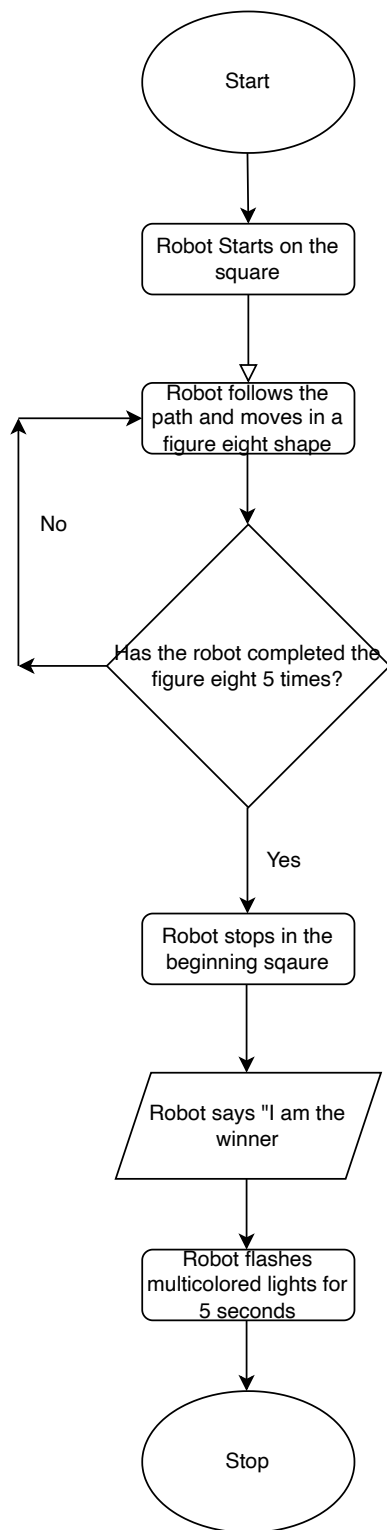 Start
Robot Starts on the
square
Robot follows the
path and moves in a
figure eight shape
No
Has the robot completed the
figure eight 5 times?
Yes
Robot stops in the
beginning sqaure
Robot says "I am the
winner
Robot flashes
multicolored lights for
5 seconds
Stop